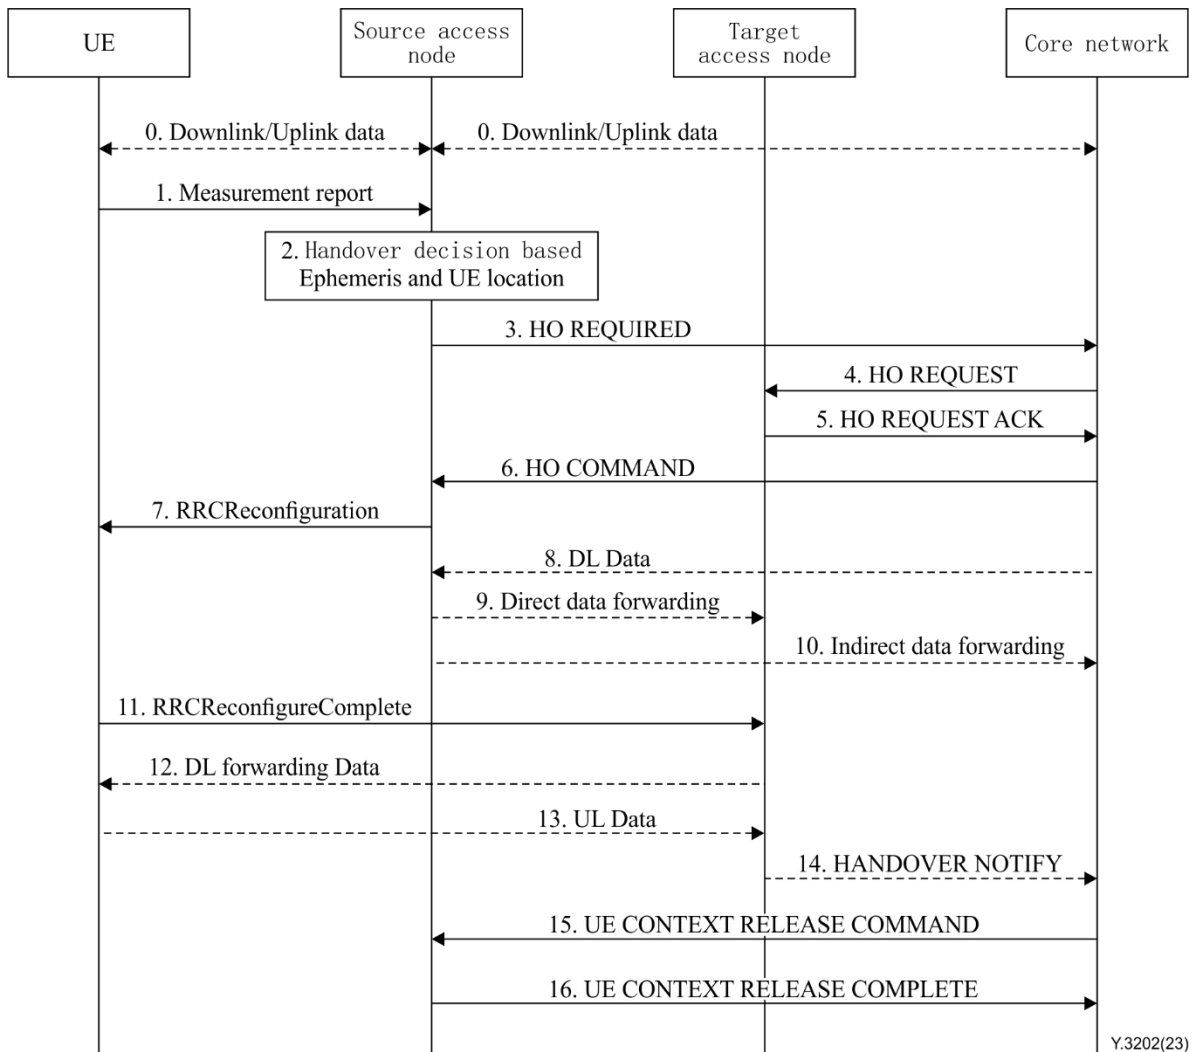 UE
Source access
node
Target
access node
Core network
0. Downlink/Uplink data
0. Downlink/Uplink data
1. Measurement report
2. Handover decision based
Ephemeris and UE location
3. HO REQUIRED
4. HO REQUEST
5. HO REQUEST ACK
6. HO COMMAND
7. RRCReconfiguration
8. DL Data
9. Direct data forwarding
10. Indirect data forwarding
11. RRCReconfigureComplete
12. DL forwarding Data
13. UL Data
14. HANDOVER NOTIFY
15. UE CONTEXT RELEASE COMMAND
16. UE CONTEXT RELEASE COMPLETE
Y.3202(23)